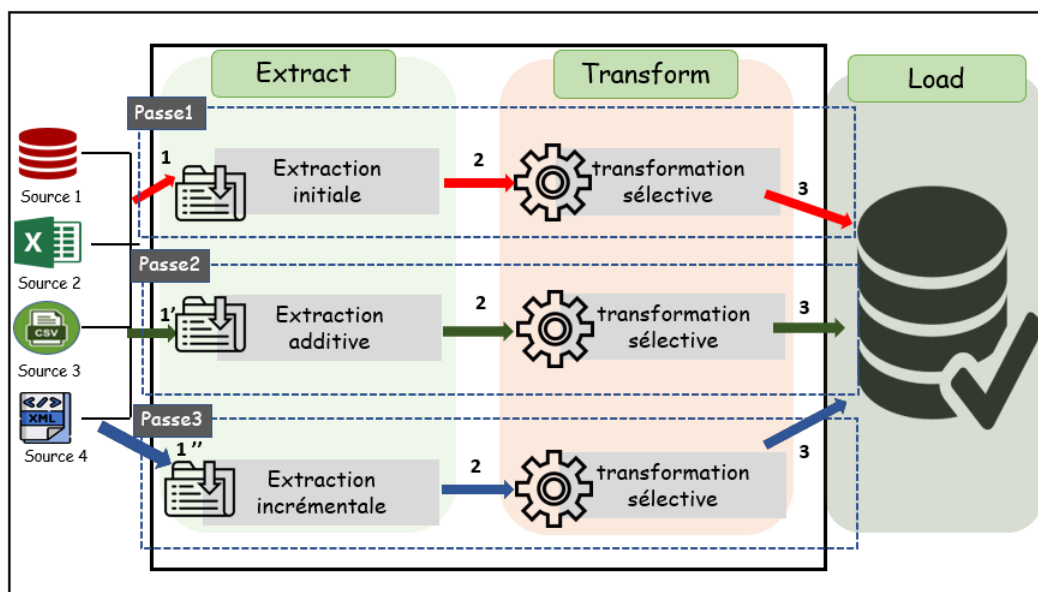 Extract
Transform
Load
Passe1
Source 1
1
Extraction
initiale
2
transformation
sélective
3
X
Source 2
Passe2
CSV
Source 3
1'
Extraction
additive
2
transformation
sélective
3
</>
XML
Source 4
Passe3
1''
Extraction
incrémentale
2
transformation
sélective
3